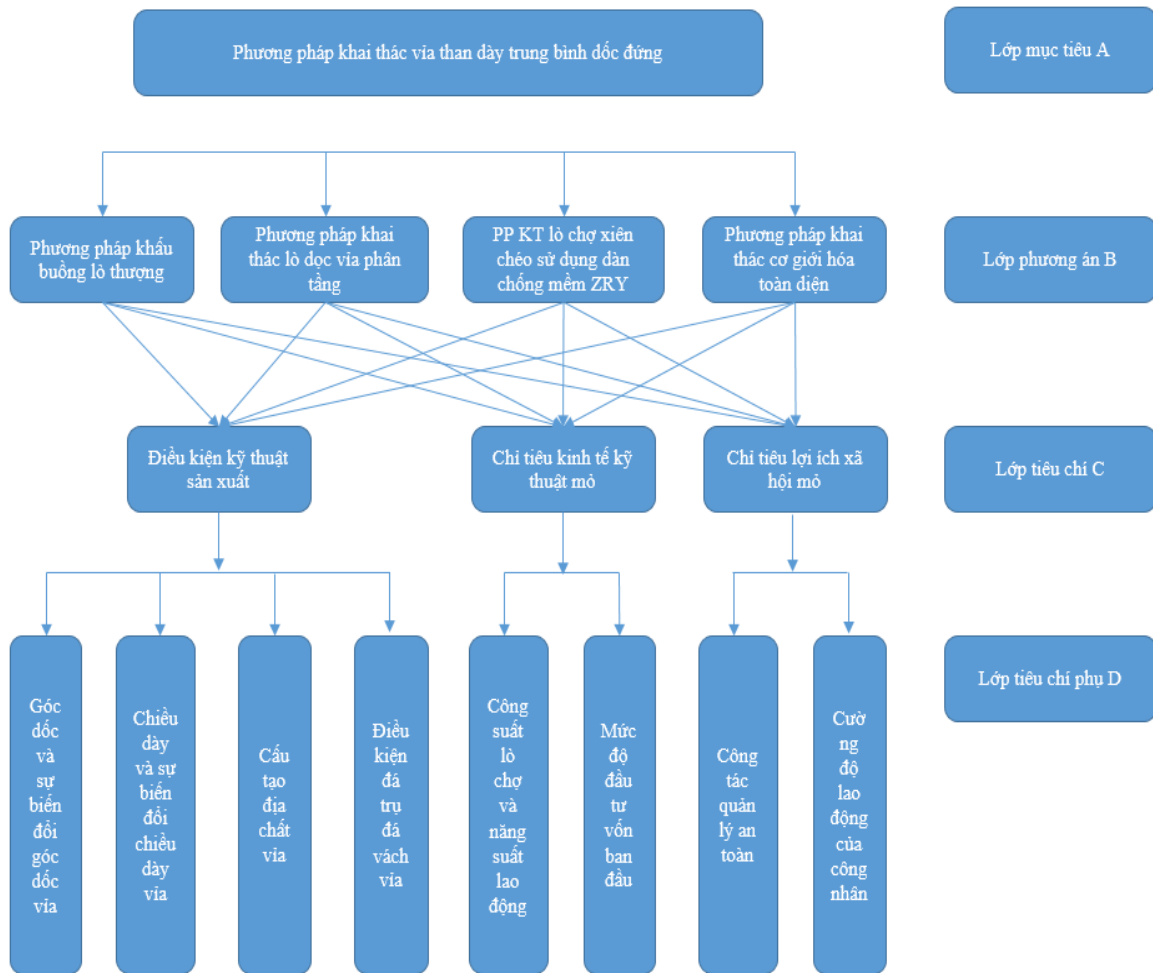 Phương pháp khai thác vỉa than dày trung bình dốc đứng
Lớp mục tiêu A
Phương pháp khấu
buồng lò thượng
Phương pháp khai
thác lò dọc vỉa phân
tầng
PP KT lò chợ xiên
chéo sử dụng dàn
chống mềm ZRY
Phương pháp khai
thác cơ giới hóa
toàn diện
Lớp phương án B
Điều kiện kỹ thuật
sản xuất
Chỉ tiêu kinh tế kỹ
thuật mỏ
Chỉ tiêu lợi ích xã
hội mỏ
Lớp tiêu chí C
Góc
dốc
và
sự
biến
đổi
góc
dốc
vỉa
Chiều
dày
và sự
biến
đổi
chiều
dày
vỉa
Cấu
tạo
địa
chất
vỉa
Điều
kiện
đá
trụ
đá
vách
vỉa
Công
suất
lò
chợ
và
năng
suất
lao
động
Mức
độ
đầu
tư
vốn
ban
đầu
Công
tác
quản
lý an
toàn
Cườ
ng
độ
lao
động
của
công
nhân
Lớp tiêu chí phụ D